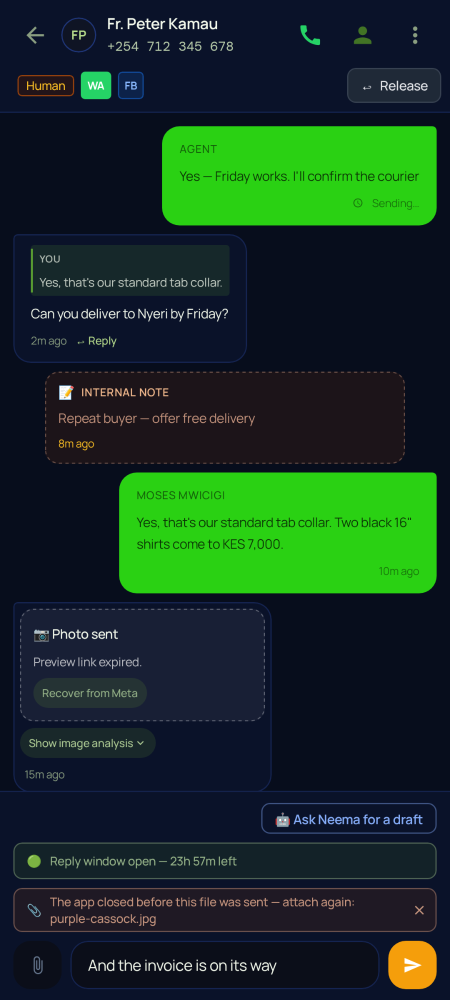 FP
Fr. Peter Kamau
+254 712 345 678
Human
WA
FB
Release
AGENT
Yes — Friday works. I'll confirm the courier
Sending…
YOU
Yes, that's our standard tab collar.
Can you deliver to Nyeri by Friday?
2m ago
Reply
INTERNAL NOTE
Repeat buyer — offer free delivery
8m ago
MOSES MWICIGI
Yes, that's our standard tab collar. Two black 16"
shirts come to KES 7,000.
10m ago
Photo sent
Preview link expired.
Recover from Meta
Show image analysis
15m ago
Ask Neema for a draft
Reply window open — 23h 57m left
The app closed before this file was sent — attach again:
purple-cassock.jpg
And the invoice is on its way